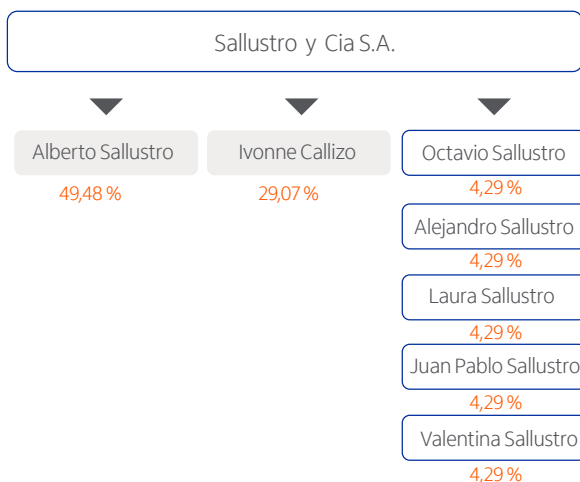 Sallustro y Cia S.A.
Alberto Sallustro
49,48 %
Ivonne Callizo
29,07 %
Octavio Sallustro
4,29 %
Alejandro Sallustro
4,29 %
Laura Sallustro
4,29 %
Juan Pablo Sallustro
4,29 %
Valentina Sallustro
4,29 %